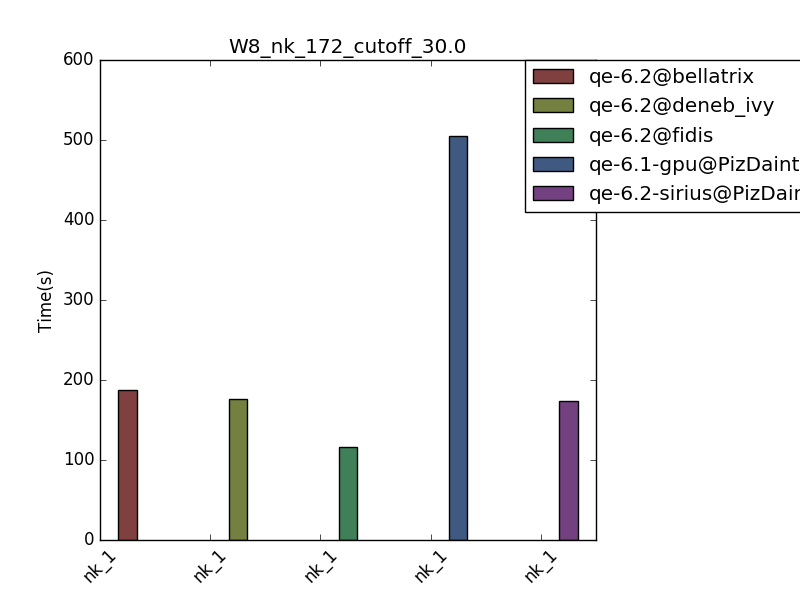 W8_nk_172_cutoff_30.0
600
500
400
300
200
100
0
Time(s)
nk_1
nk_1
nk_1
nk_1
nk_1
qe-6.2@bellatrix
qe-6.2@deneb_ivy
qe-6.2@fidis
qe-6.1-gpu@PizDaint
qe-6.2-sirius@PizDain